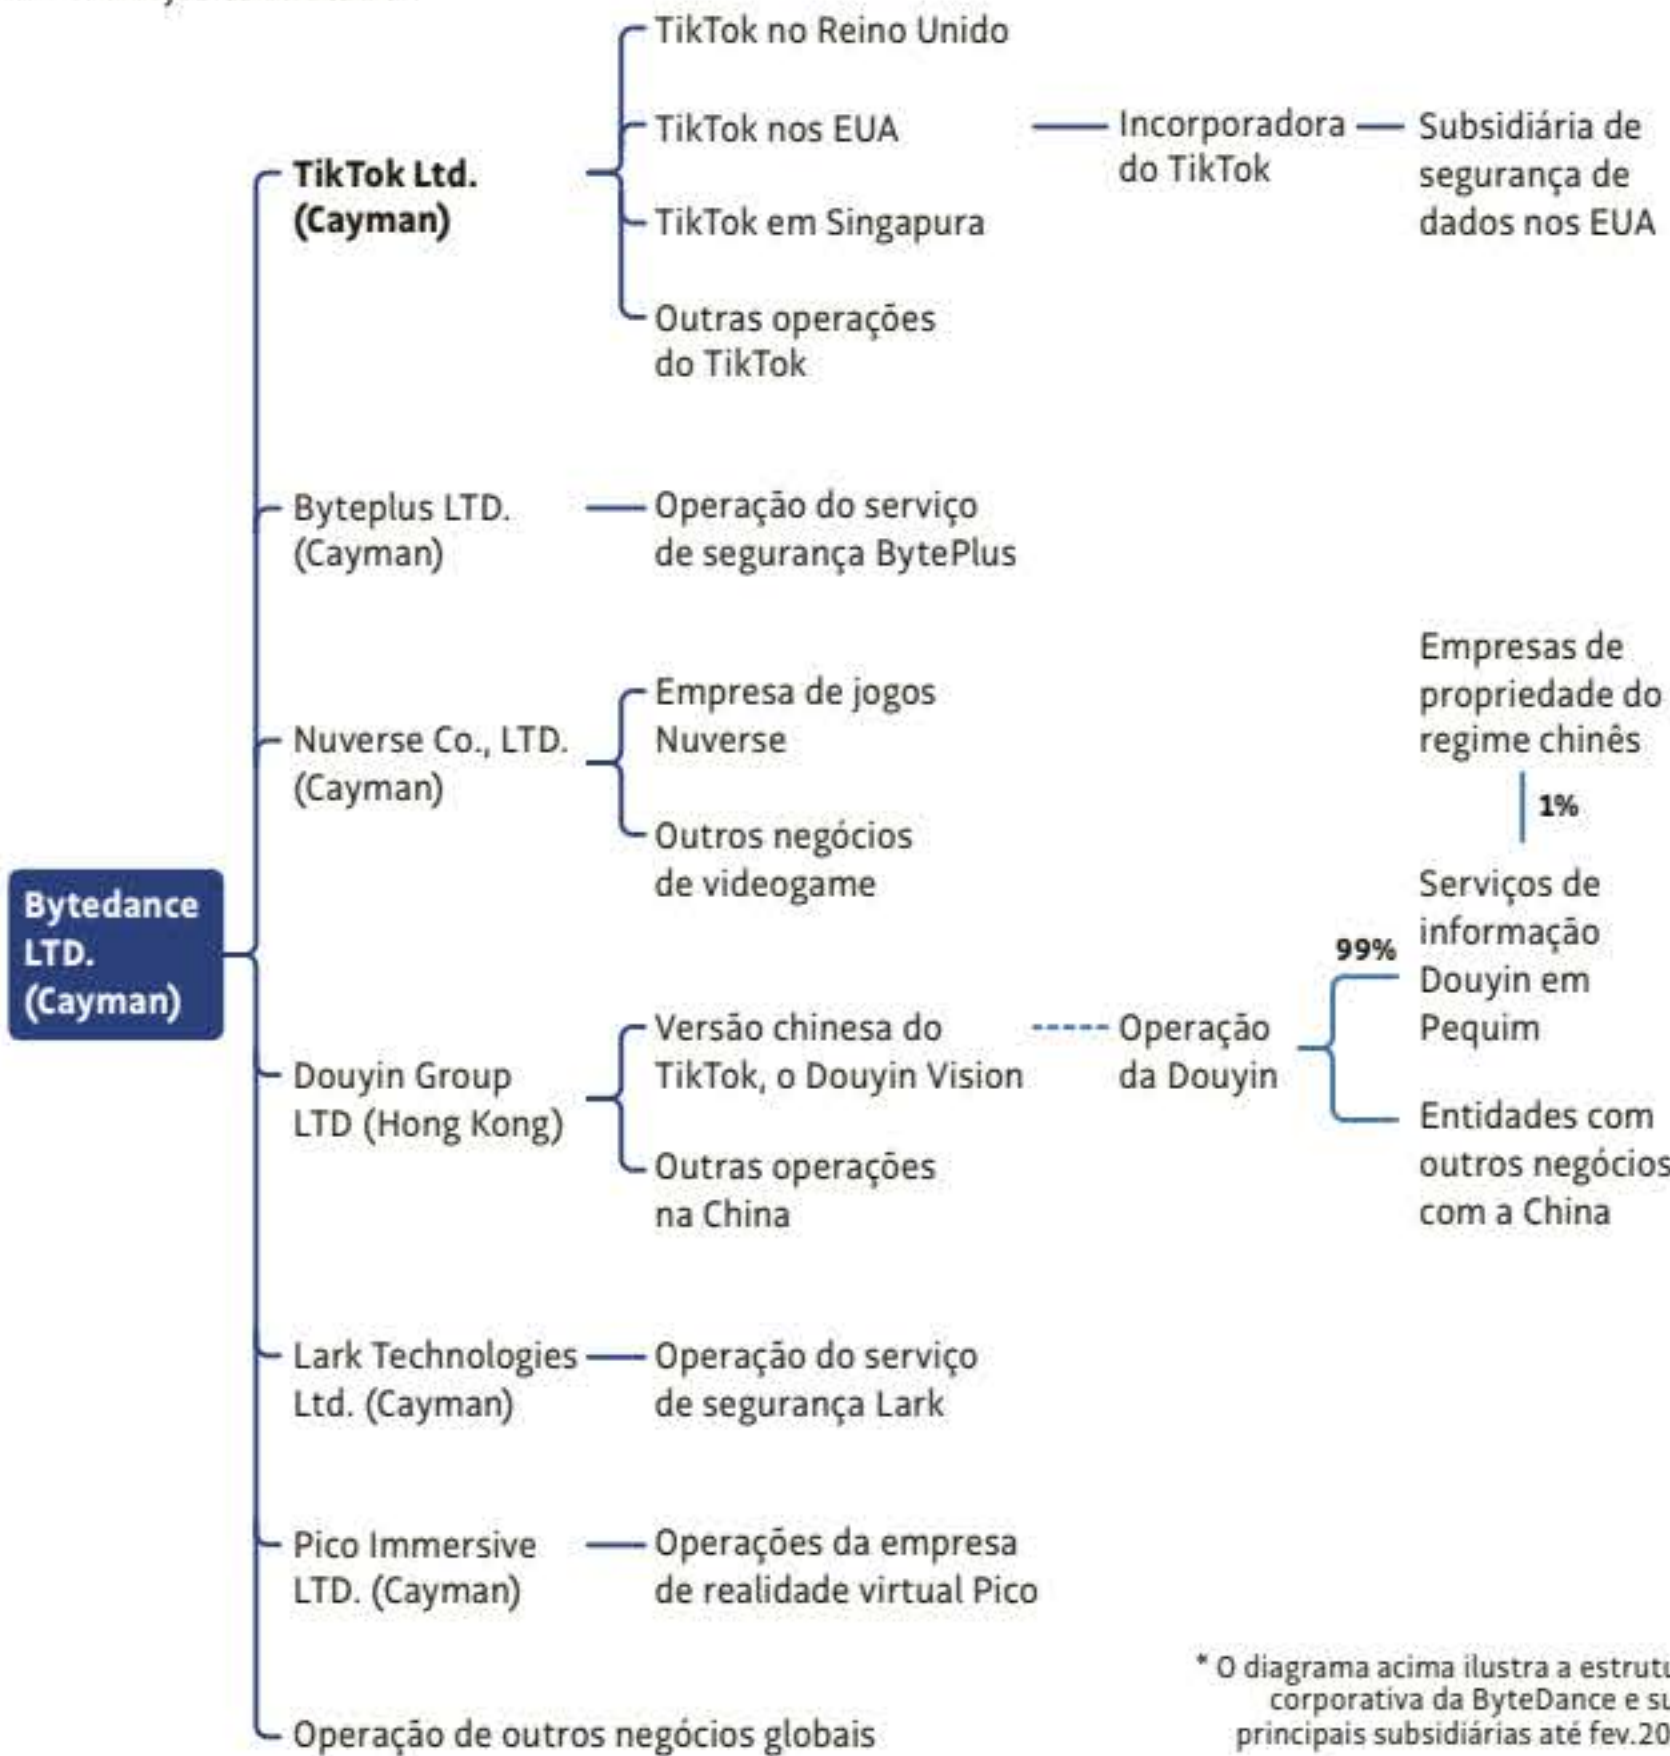 TikTok no Reino Unido
TikTok nos EUA
Incorporadora
do TikTok
Subsidiária de
segurança de
dados nos EUA
TikTok Ltd.
(Cayman)
TikTok em Singapura
Outras operações
do TikTok
Byteplus LTD.
(Cayman)
Operação do serviço
de segurança BytePlus
Nuverse Co., LTD.
(Cayman)
Empresa de jogos
Nuverse
Outros negócios
de videogame
Empresas de
propriedade do
regime chinês
1%
Bytedance
LTD.
(Cayman)
Douyin Group
LTD (Hong Kong)
Versão chinesa do
TikTok, o Douyin Vision
Outras operações
na China
Operação
da Douyin
99%
Serviços de
informação
Douyin em
Pequim
Entidades com
outros negócios
com a China
Lark Technologies
Ltd. (Cayman)
Operação do serviço
de segurança Lark
Pico Immersive
LTD. (Cayman)
Operações da empresa
de realidade virtual Pico
Operação de outros negócios globais
* O diagrama acima ilustra a
corporativa da ByteDance e
principais subsidiárias até